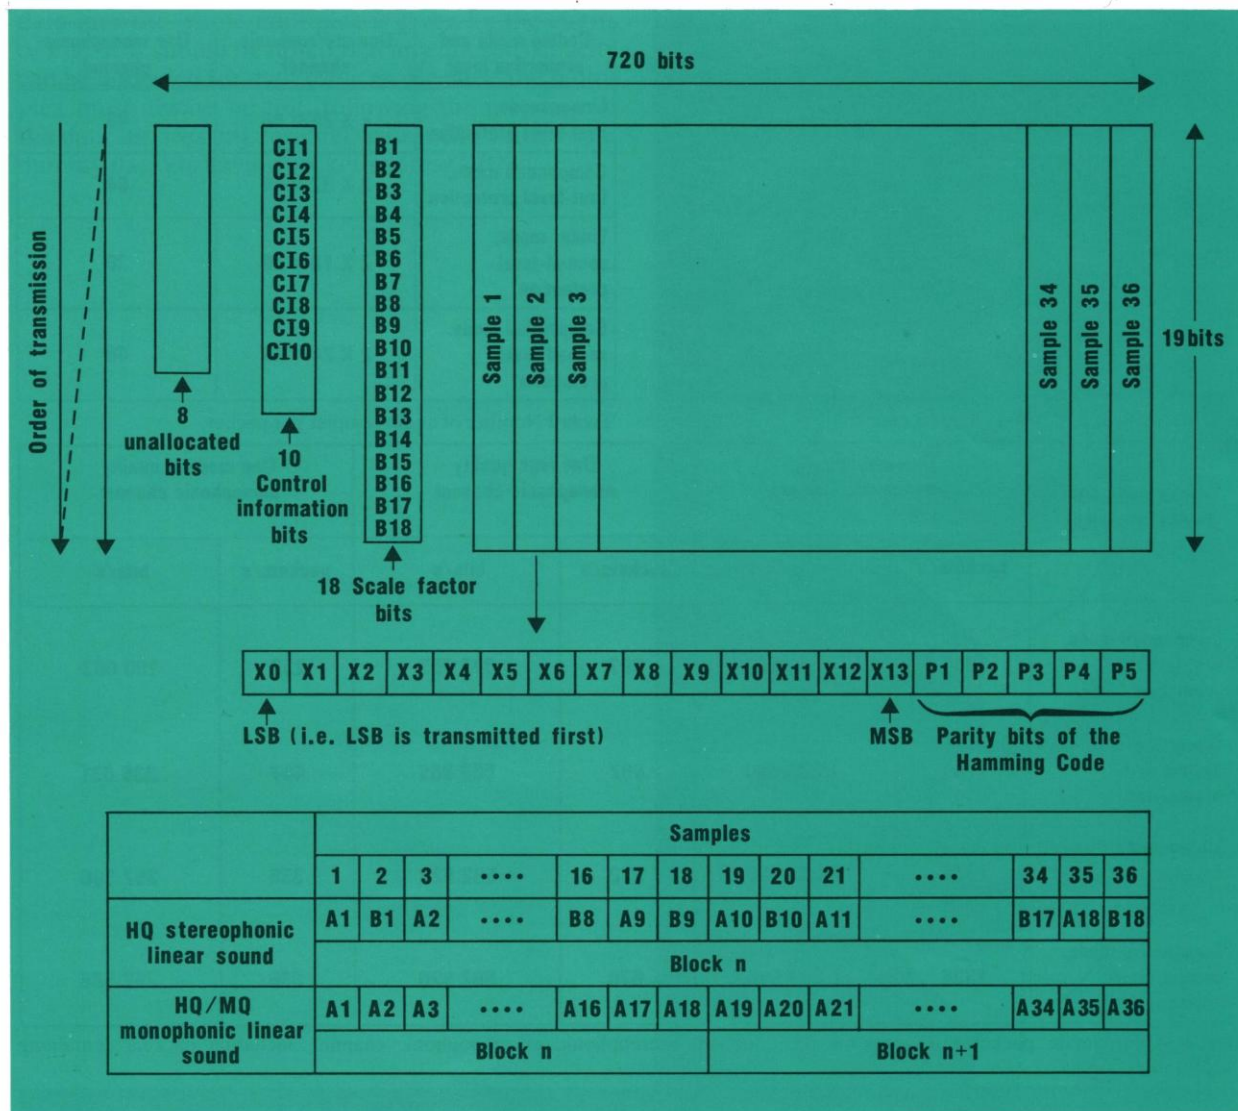 720 bits
Order of transmission
8
unallocated
bits
CI1
CI2
CI3
CI4
CI5
CI6
CI7
CI8
CI9
CI10
10
Control
information
bits
B1
B2
B3
B4
B5
B6
B7
B8
B9
B10
B11
B12
B13
B14
B15
B16
B17
B18
18 Scale factor
bits
Sample 1
Sample 2
Sample 3
Sample 34
Sample 35
Sample 36
19 bits
X0 X1 X2 X3 X4 X5 X6 X7 X8 X9 X10 X11 X12 X13 P1 P2 P3 P4 P5
LSB (i.e. LSB is transmitted first)
MSB
Parity bits of the
Hamming Code
Samples
1 2 3 •••• 16 17 18 19 20 21 •••• 34 35 36
HQ stereophonic
linear sound
A1 B1 A2 •••• B8 A9 B9 A10 B10 A11 •••• B17 A18 B18
Block n
HQ/MQ
monophonic linear
sound
A1 A2 A3 •••• A16 A17 A18 A19 A20 A21 •••• A34 A35 A36
Block n
Block n+1